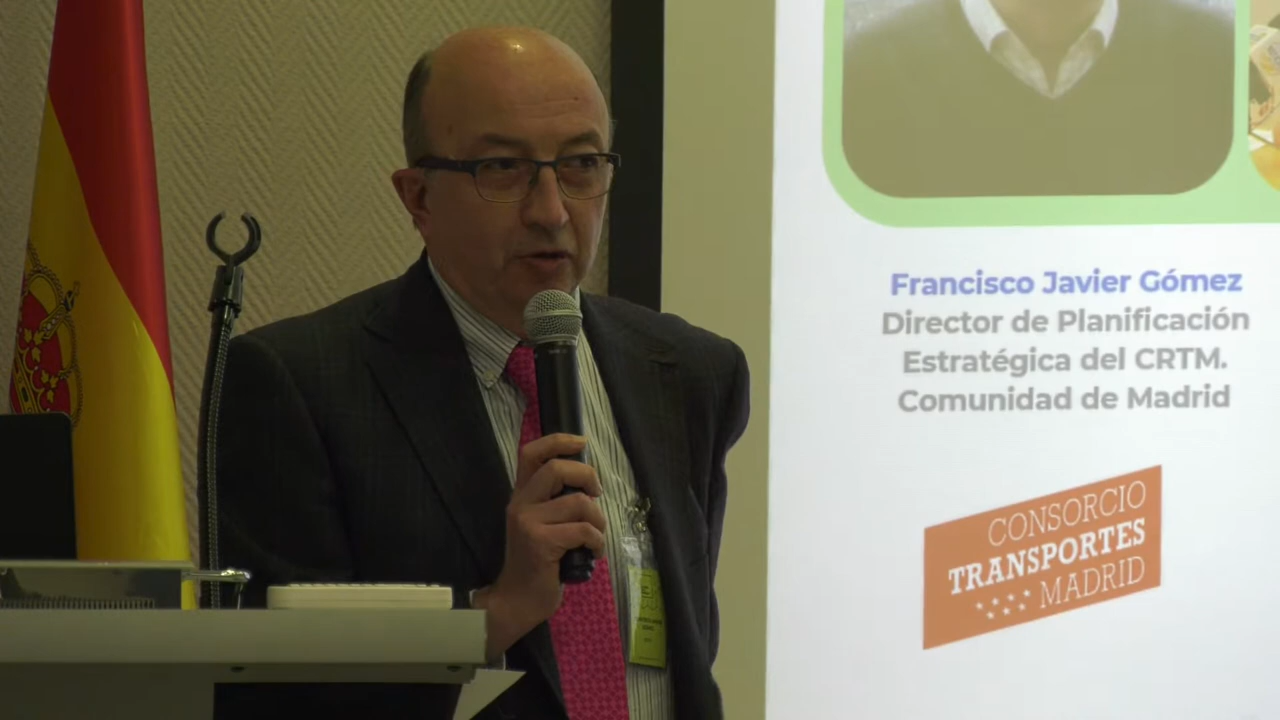 Francisco Javier Gómez
Director de Planificación
Estratégica del CRTM.
Comunidad de Madrid
CONSORCIO
TRANSPORTES
MADRID